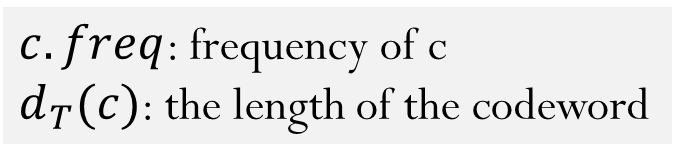 c.freq: frequency of c
d_T(c): the length of the codeword